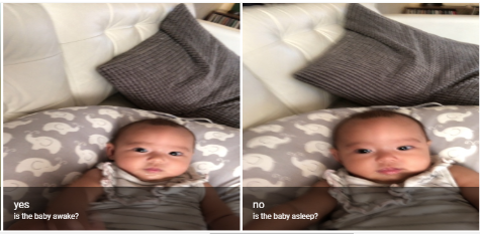 yes
is the baby awake?
no
is the baby asleep?